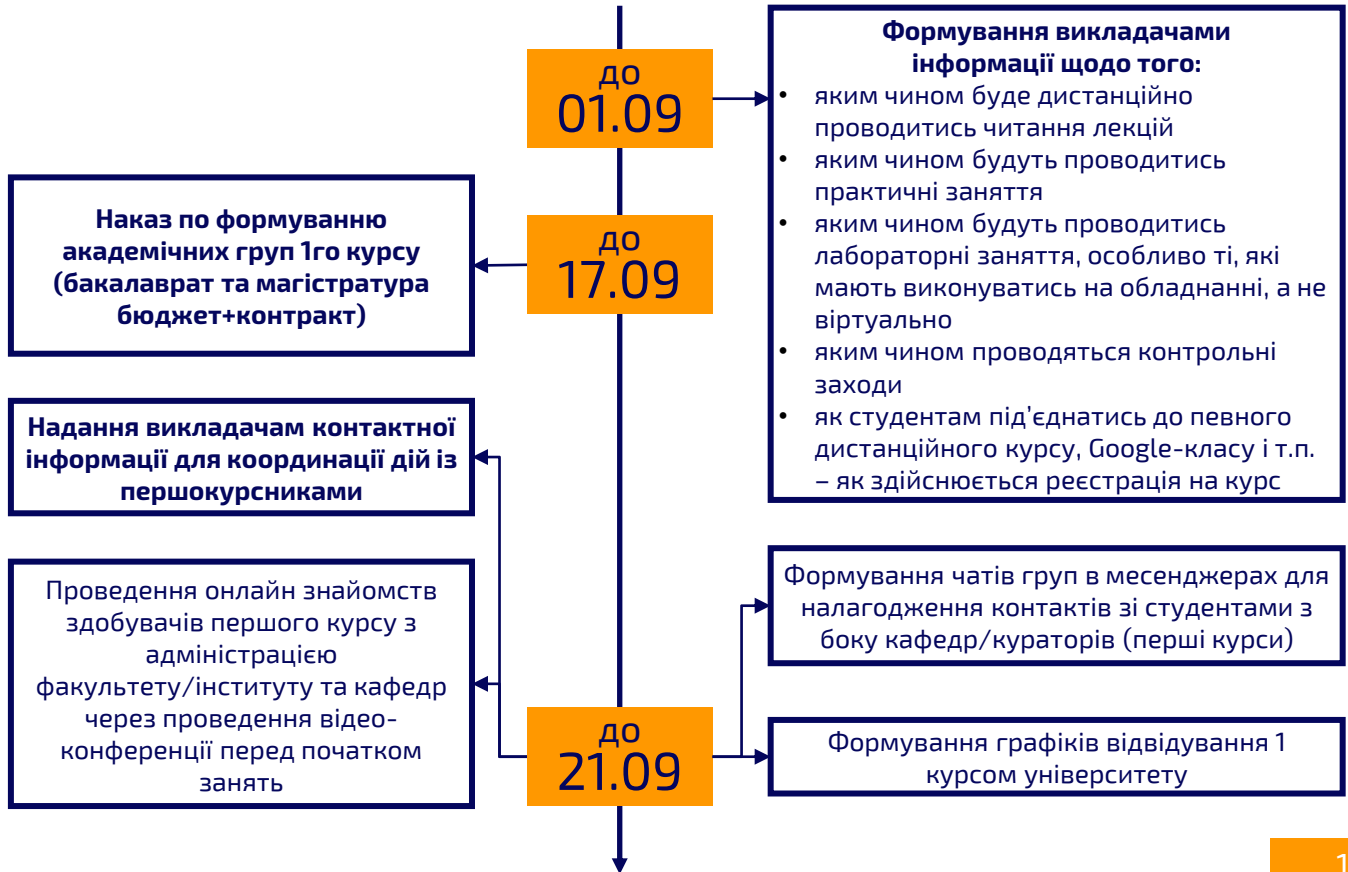 до
01.09
Формування викладачами
інформації щодо того:
• яким чином буде дистанційно
проводитись читання лекцій
• яким чином будуть проводитись
практичні заняття
• яким чином будуть проводитись
лабораторні заняття, особливо ті, які
мають виконуватись на обладнанні, а не
віртуально
• яким чином проводяться контрольні
заходи
• як студентам під’єднатись до певного
дистанційного курсу, Google-класу і т.п.
– як здійснюється реєстрація на курс
до
17.09
Наказ по формуванню
академічних груп 1го курсу
(бакалаврат та магістратура
бюджет+контракт)
Надання викладачам контактної
інформації для координації дій із
першокурсниками
Проведення онлайн знайомств
здобувачів першого курсу з
адміністрацією
факультету/інституту та кафедр
через проведення відео-
конференції перед початком
занять
до
21.09
Формування чатів груп в месенджерах для
налагодження контактів зі студентами з
боку кафедр/кураторів (перші курси)
Формування графіків відвідування 1
курсом університету
1